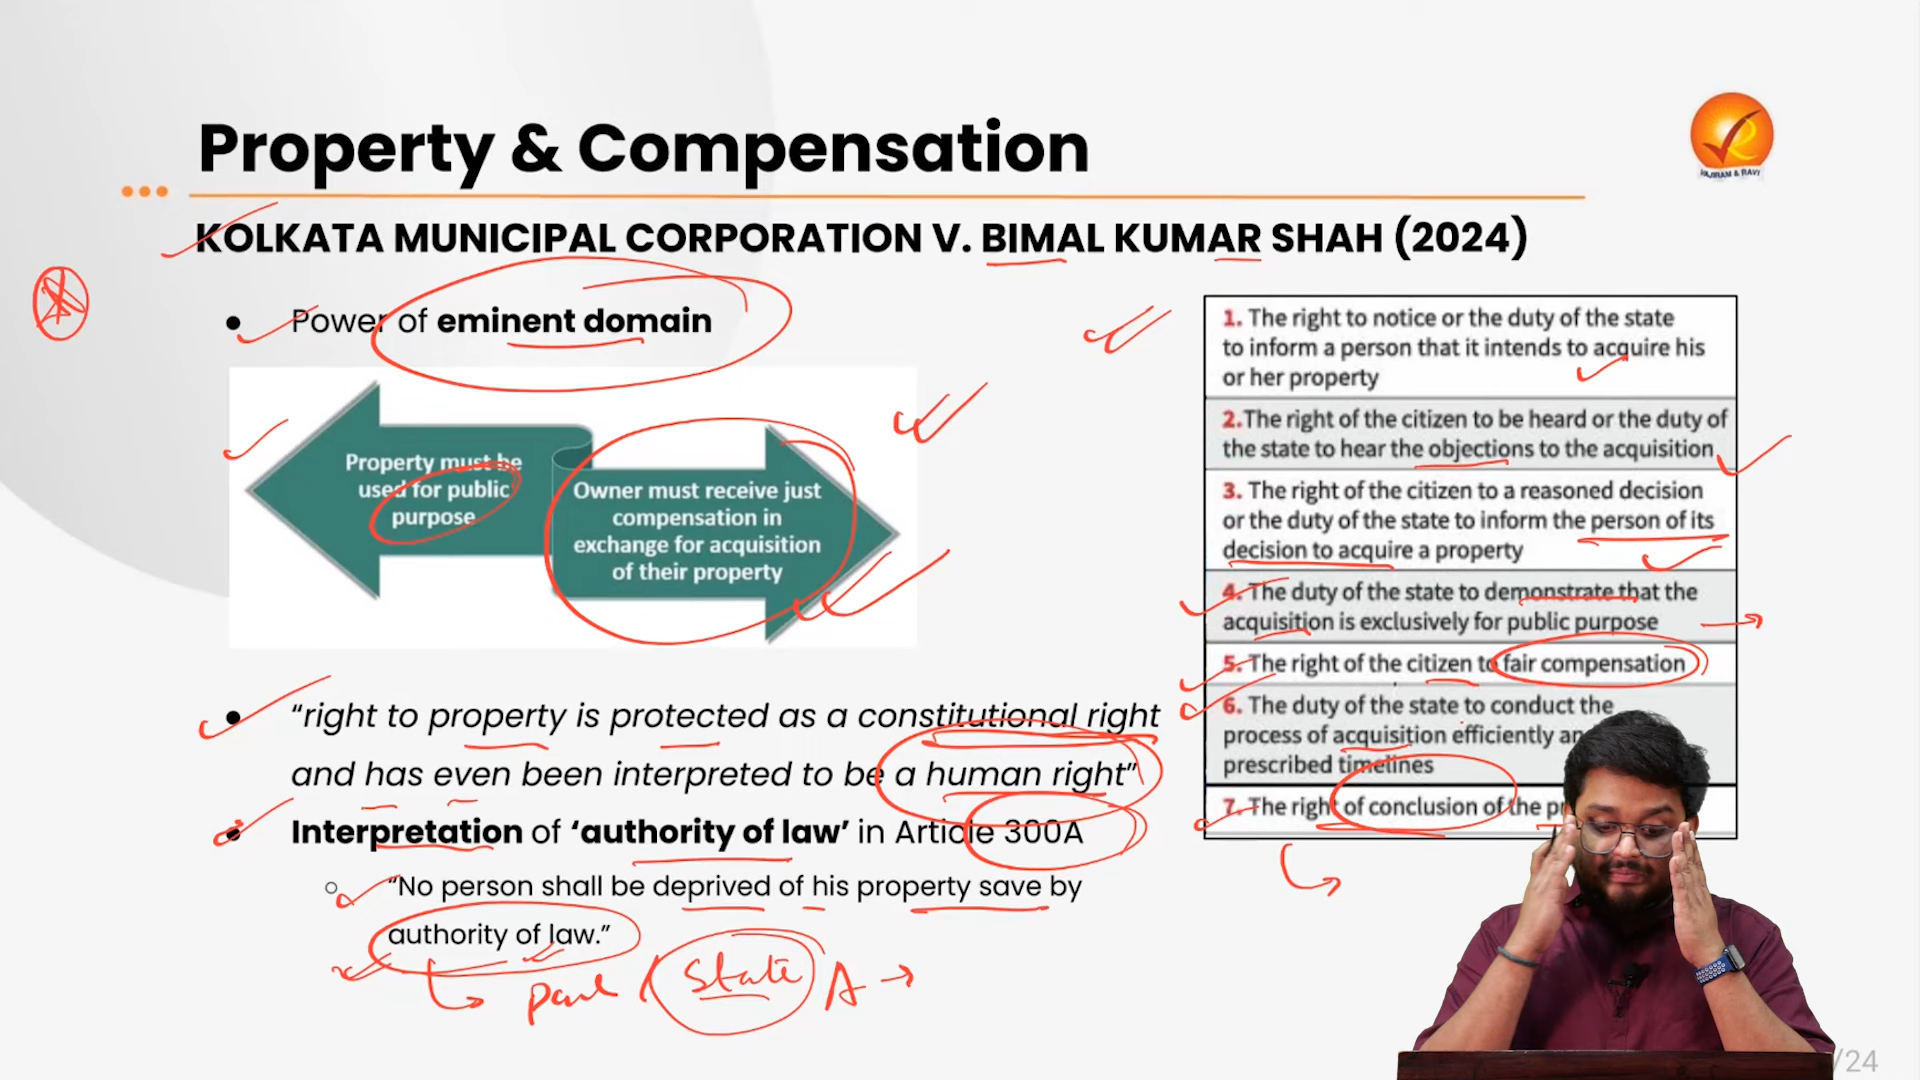 Property & Compensation
VAJIRAM & RAVI
KOLKATA MUNICIPAL CORPORATION V. BIMAL KUMAR SHAH (2024)
Power of eminent domain
Property must be
used for public
purpose
Owner must receive just
compensation in
exchange for acquisition
of their property
“right to property is protected as a constitutional right
and has even been interpreted to be a human right”
Interpretation of ‘authority of law’ in Article 300A
“No person shall be deprived of his property save by
authority of law.”
state A
1. The right to notice or the duty of the state
to inform a person that it intends to acquire his
or her property
2.The right of the citizen to be heard or the duty of
the state to hear the objections to the acquisition
3. The right of the citizen to a reasoned decision
or the duty of the state to inform the person of its
decision to acquire a property
4. The duty of the state to demonstrate that the
acquisition is exclusively for public purpose
5. The right of the citizen to fair compensation
6. The duty of the state to conduct the
process of acquisition efficiently
prescribed timelines
7. The right of conclusion of the
/24